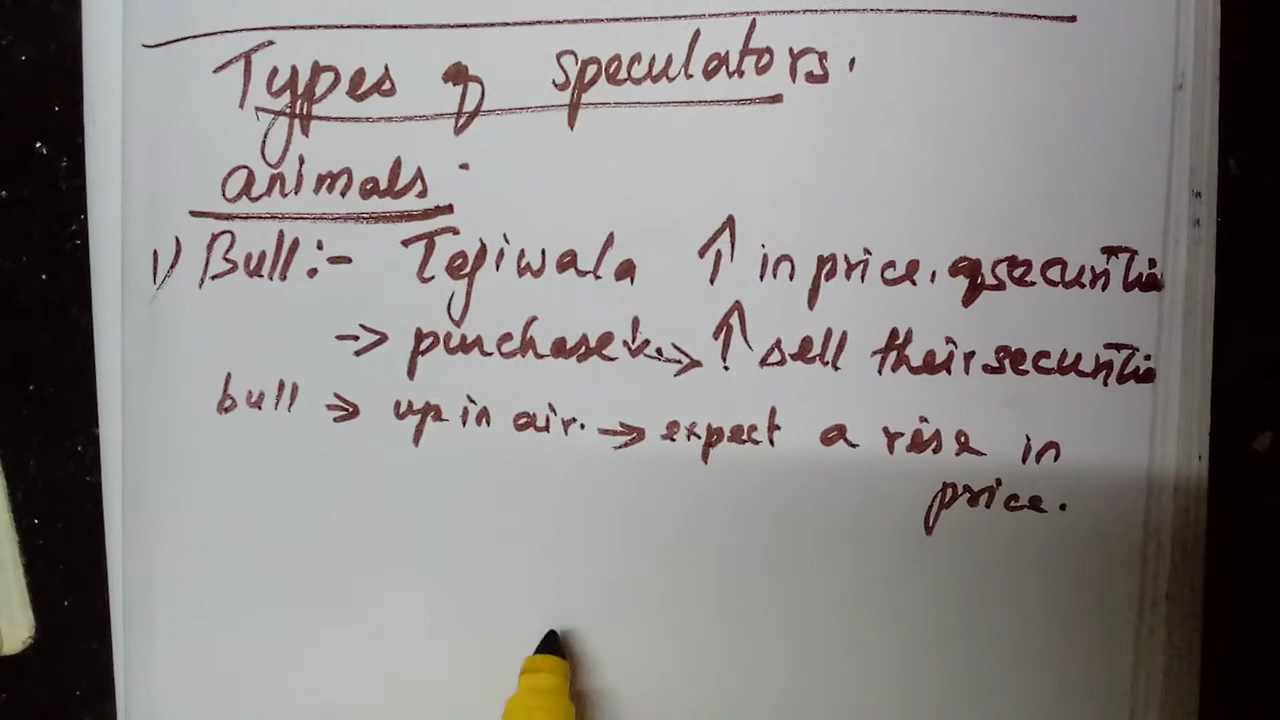 Types of speculators.
animals
1) Bull:- Tejiwala ↑ in price. of securities
→ purchase ↓. → ↑ sell their securities
bull → up in air. → expect a rise in
price.